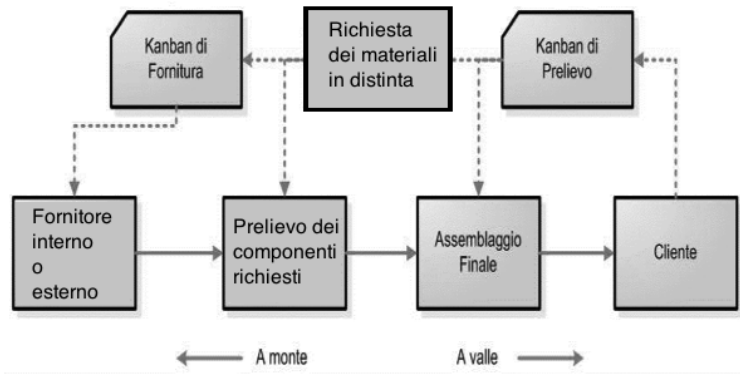 Kanban di
Fornitura
Richiesta
dei materiali
in distinta
Kanban di
Prelievo
Fornitore
interno
o
esterno
Prelievo dei
componenti
richiesti
Assemblaggio
Finale
Cliente
A monte
A valle